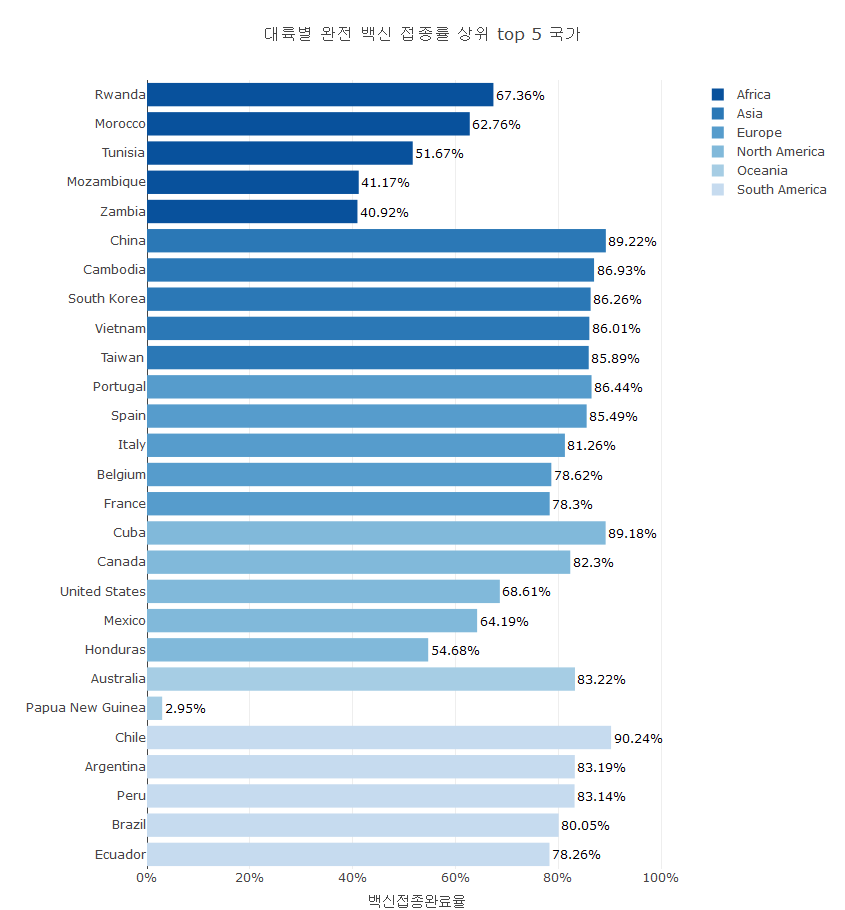 대륙별 완전 백신 접종률 상위 top 5 국가
Rwanda 67.36%
Morocco 62.76%
Tunisia 51.67%
Mozambique 41.17%
Zambia 40.92%
China 89.22%
Cambodia 86.93%
South Korea 86.26%
Vietnam 86.01%
Taiwan 85.89%
Portugal 86.44%
Spain 85.49%
Italy 81.26%
Belgium 78.62%
France 78.3%
Cuba 89.18%
Canada 82.3%
United States 68.61%
Mexico 64.19%
Honduras 54.68%
Australia 83.22%
Papua New Guinea 2.95%
Chile 90.24%
Argentina 83.19%
Peru 83.14%
Brazil 80.05%
Ecuador 78.26%
0% 20% 40% 60% 80% 100%
백신접종완료율
Africa
Asia
Europe
North America
Oceania
South America